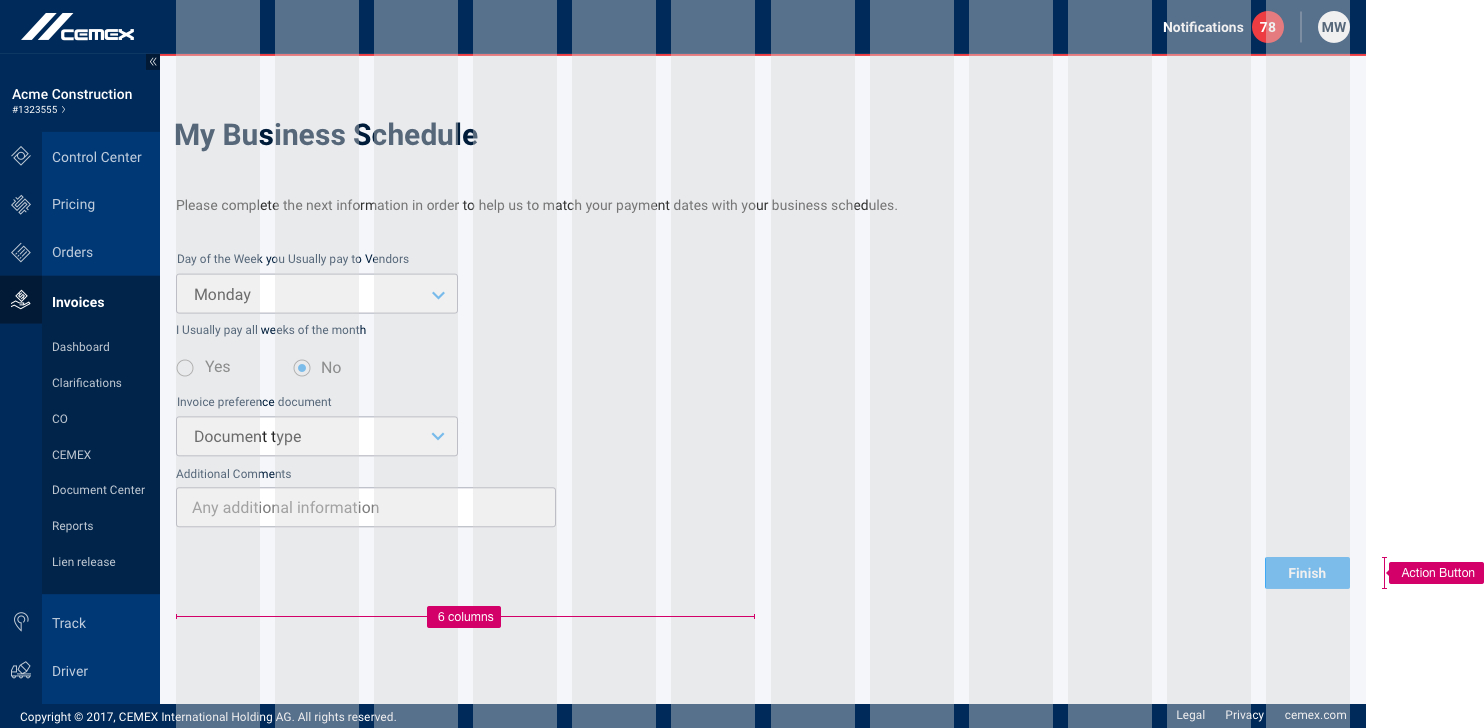 CEMEX
Notifications 78 MW
Acme Construction
#1323555
Control Center
Pricing
Orders
Invoices
Dashboard
Clarifications
CO
CEMEX
Document Center
Reports
Lien release
Track
Driver
My Business Schedule
Please complete the next information in order to help us to match your payment dates with your business schedules.
Day of the Week you Usually pay to Vendors
Monday
I Usually pay all weeks of the month
Yes No
Invoice preference document
Document type
Additional Comments
Any additional information
Finish
Action Button
6 columns
Copyright © 2017, CEMEX International Holding AG. All rights reserved.
Legal Privacy cemex.com